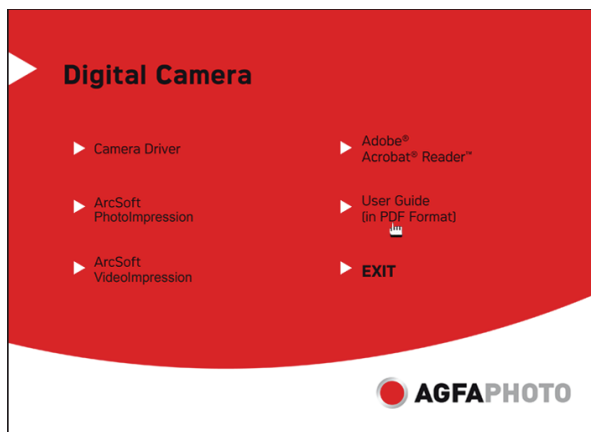 Digital Camera
Camera Driver
ArcSoft
PhotoImpression
ArcSoft
VideoImpression
Adobe®
Acrobat® Reader™
User Guide
(in PDF Format)
EXIT
AGFAPHOTO